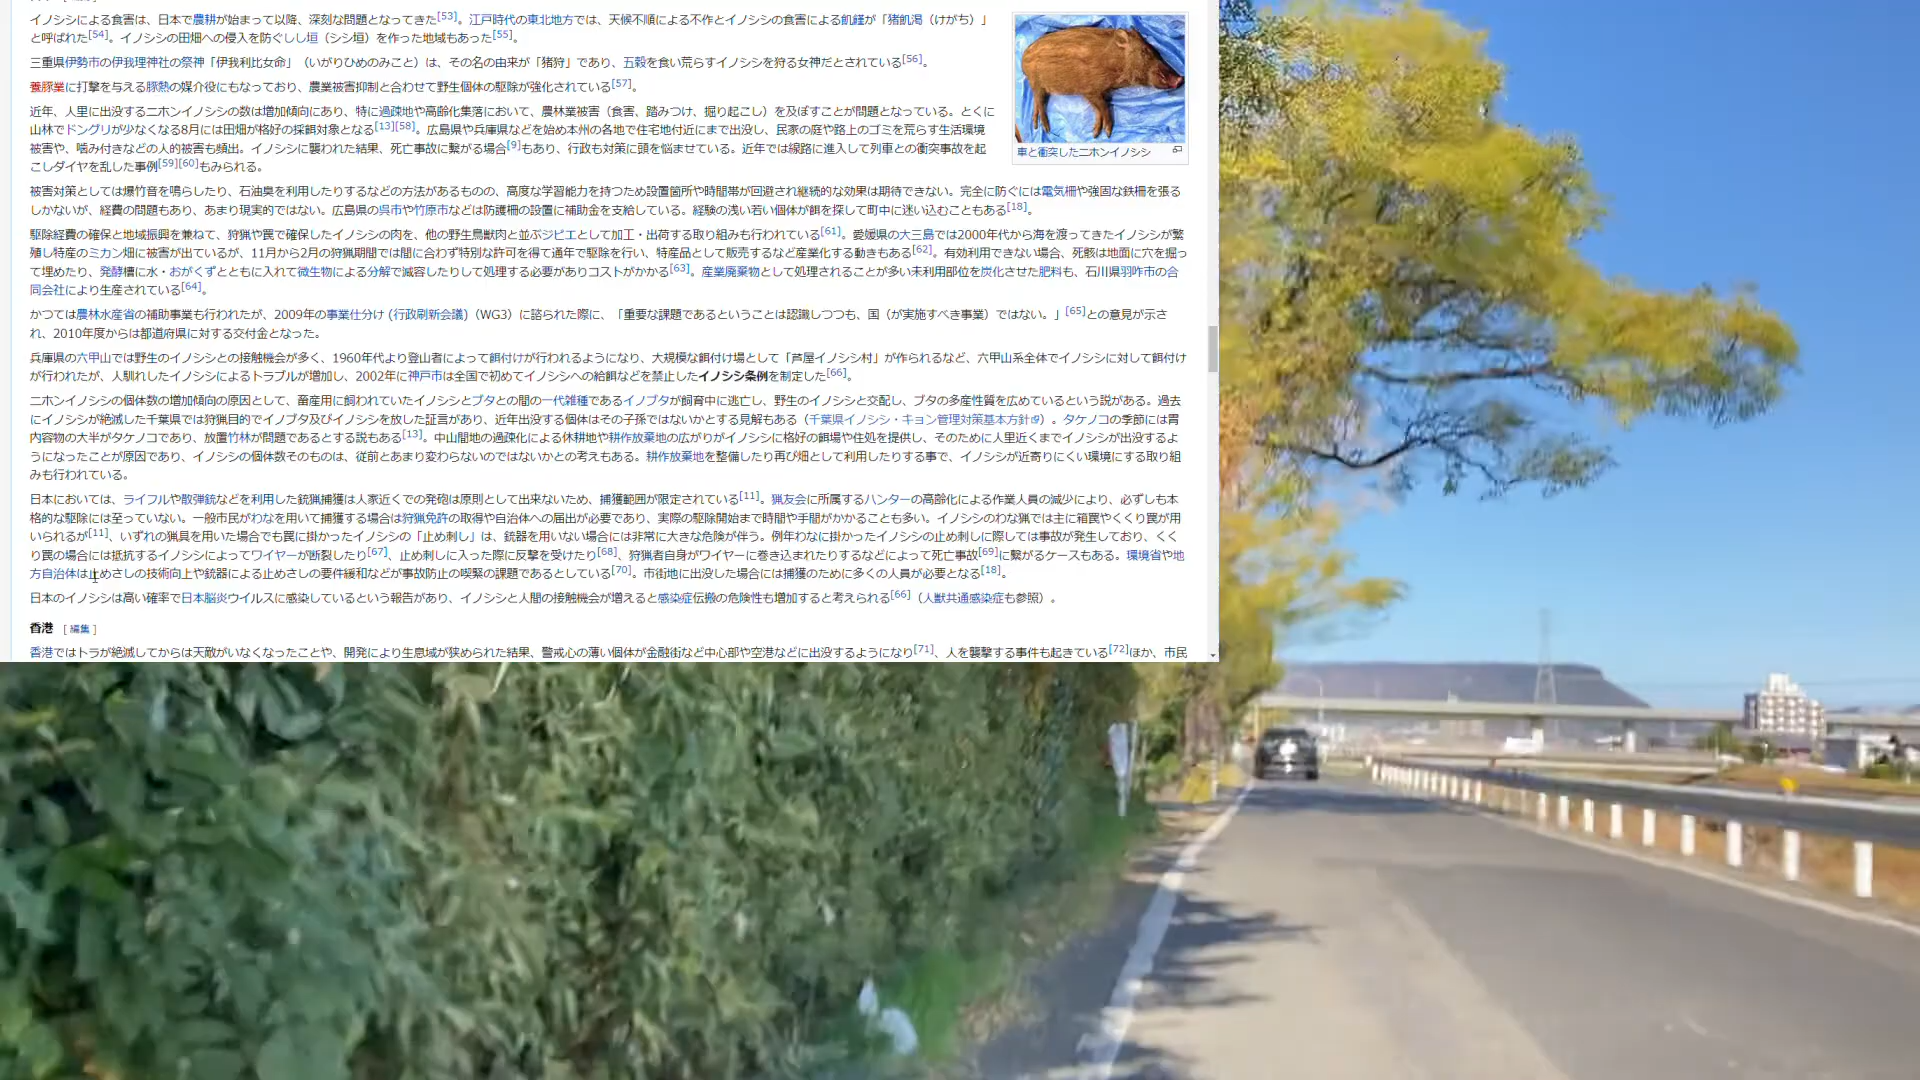 イノシシによる食害は、日本で農耕が始まって以降、深刻な問題となってきた[53]。江戸時代の東北地方では、天候不順による不作とイノシシの食害による飢饉が「猪飢渇（けがち）」
と呼ばれた[54]。イノシシの田畑への侵入を防ぐしし垣（シシ垣）を作った地域もあった[55]。
三重県伊勢市の伊我理神社の祭神「伊我利比女命」（いがりひめのみこと）は、その名の由来が「猪狩」であり、五穀を食い荒らすイノシシを狩る女神だとされている[56]。
養豚業に打撃を与える豚熱の媒介役にもなっており、農業被害抑制と合わせて野生個体の駆除が強化されている[57]。
近年、人里に出没するニホンイノシシの数は増加傾向にあり、特に過疎地や高齢化集落において、農林業被害（食害、踏みつけ、掘り起こし）を及ぼすことが問題となっている。とくに
山林でドングリが少なくなる8月には田畑が格好の採餌対象となる[13][58]。広島県や兵庫県などを始め本州の各地で住宅地付近にまで出没し、民家の庭や路上のゴミを荒らす生活環境
被害や、噛み付きなどの人的被害も頻出。イノシシに襲われた結果、死亡事故に繋がる場合[9]もあり、行政も対策に頭を悩ませている。近年では線路に進入して列車との衝突事故を起
こしダイヤを乱した事例[59][60]もみられる。
車と衝突したニホンイノシシ
被害対策としては爆竹音を鳴らしたり、石油臭を利用したりするなどの方法があるものの、高度な学習能力を持つため設置箇所や時間帯が回避され継続的な効果は期待できない。完全に防ぐには電気柵や強固な鉄柵を張る
しかないが、経費の問題もあり、あまり現実的ではない。広島県の呉市や竹原市などは防護柵の設置に補助金を支給している。経験の浅い若い個体が餌を探して町中に迷い込むこともある[18]。
駆除経費の確保と地域振興を兼ねて、狩猟や罠で確保したイノシシの肉を、他の野生鳥獣肉と並ぶジビエとして加工・出荷する取り組みも行われている[61]。愛媛県の大三島では2000年代から海を渡ってきたイノシシが繁
殖し特産のミカン畑に被害が出ているが、11月から2月の狩猟期間では間に合わず特別な許可を得て通年で駆除を行い、特産品として販売するなど産業化する動きもある[62]。有効利用できない場合、死骸は地面に穴を掘っ
て埋めたり、発酵槽に水・おがくずとともに入れて微生物による分解で減容したりして処理する必要がありコストがかかる[63]。産業廃棄物として処理されることが多い未利用部位を炭化させた肥料も、石川県羽咋市の合
同会社により生産されている[64]。
かつては農林水産省の補助事業も行われたが、2009年の事業仕分け (行政刷新会議)（WG3）に諮られた際に、「重要な課題であるということは認識しつつも、国（が実施すべき事業）ではない。」[65]との意見が示さ
れ、2010年度からは都道府県に対する交付金となった。
兵庫県の六甲山では野生のイノシシとの接触機会が多く、1960年代より登山者によって餌付けが行われるようになり、大規模な餌付け場として「芦屋イノシシ村」が作られるなど、六甲山系全体でイノシシに対して餌付け
が行われたが、人馴れしたイノシシによるトラブルが増加し、2002年に神戸市は全国で初めてイノシシへの給餌などを禁止したイノシシ条例を制定した[66]。
ニホンイノシシの個体数の増加傾向の原因として、畜産用に飼われていたイノシシとブタとの間の一代雑種であるイノブタが飼育中に逃亡し、野生のイノシシと交配し、ブタの多産性質を広めているという説がある。過去
にイノシシが絶滅した千葉県では狩猟目的でイノブタ及びイノシシを放した証言があり、近年出没する個体はその子孫ではないかとする見解もある（千葉県イノシシ・キョン管理対策基本方針）。タケノコの季節には胃
内容物の大半がタケノコであり、放置竹林が問題であるとする説もある[13]。中山間地の過疎化による休耕地や耕作放棄地の広がりがイノシシに格好の餌場や住処を提供し、そのために人里近くまでイノシシが出没するよ
うになったことが原因であり、イノシシの個体数そのものは、従前とあまり変わらないのではないかとの考えもある。耕作放棄地を整備したり再び畑として利用したりする事で、イノシシが近寄りにくい環境にする取り組
みも行われている。
日本においては、ライフルや散弾銃などを利用した銃猟捕獲は人家近くでの発砲は原則として出来ないため、捕獲範囲が限定されている[11]。猟友会に所属するハンターの高齢化による作業人員の減少により、必ずしも本
格的な駆除には至っていない。一般市民がわなを用いて捕獲する場合は狩猟免許の取得や自治体への届出が必要であり、実際の駆除開始まで時間や手間がかかることも多い。イノシシのわな猟では主に箱罠やくくり罠が用
いられるが[11]、いずれの猟具を用いた場合でも罠に掛かったイノシシの「止め刺し」は、銃器を用いない場合には非常に大きな危険が伴う。例年わなに掛かったイノシシの止め刺しに際しては事故が発生しており、くく
り罠の場合には抵抗するイノシシによってワイヤーが断裂したり[67]、止め刺しに入った際に反撃を受けたり[68]、狩猟者自身がワイヤーに巻き込まれたりするなどによって死亡事故[69]に繋がるケースもある。環境省や地
方自治体は止めさしの技術向上や銃器による止めさしの要件緩和などが事故防止の喫緊の課題であるとしている[70]。市街地に出没した場合には捕獲のために多くの人員が必要となる[18]。
日本のイノシシは高い確率で日本脳炎ウイルスに感染しているという報告があり、イノシシと人間の接触機会が増えると感染症伝搬の危険性も増加すると考えられる[66]（人獣共通感染症も参照）。
香港 [編集]
香港ではトラが絶滅してからは天敵がいなくなったことや、開発により生息域が狭められた結果、警戒心の薄い個体が金融街など中心部や空港などに出没するようになり[71]、人を襲撃する事件も起きている[72]ほか、市民